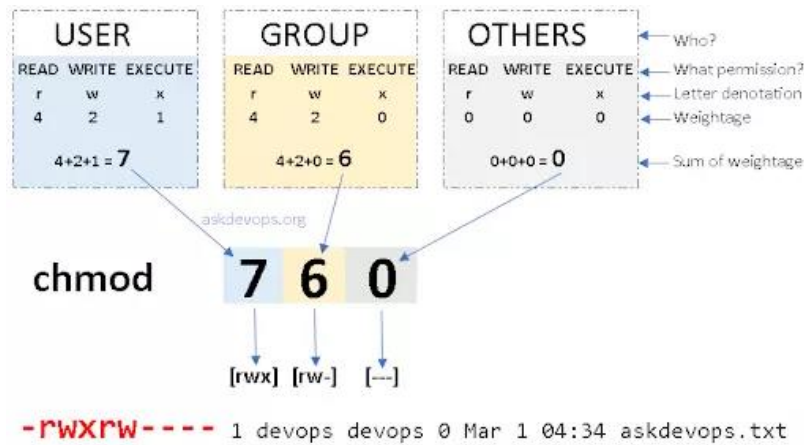 USER GROUP OTHERS Who?
READ WRITE EXECUTE READ WRITE EXECUTE READ WRITE EXECUTE What permission?
r w x r w x r w x Letter denotation
4 2 1 4 2 0 0 0 0 Weightage
4+2+1 = 7 4+2+0 = 6 0+0+0 = 0 Sum of weightage
askdevops.org
chmod 7 6 0
[rwx] [rw-] [---]
-rwxrw---- 1 devops devops 0 Mar 1 04:34 askdevops.txt